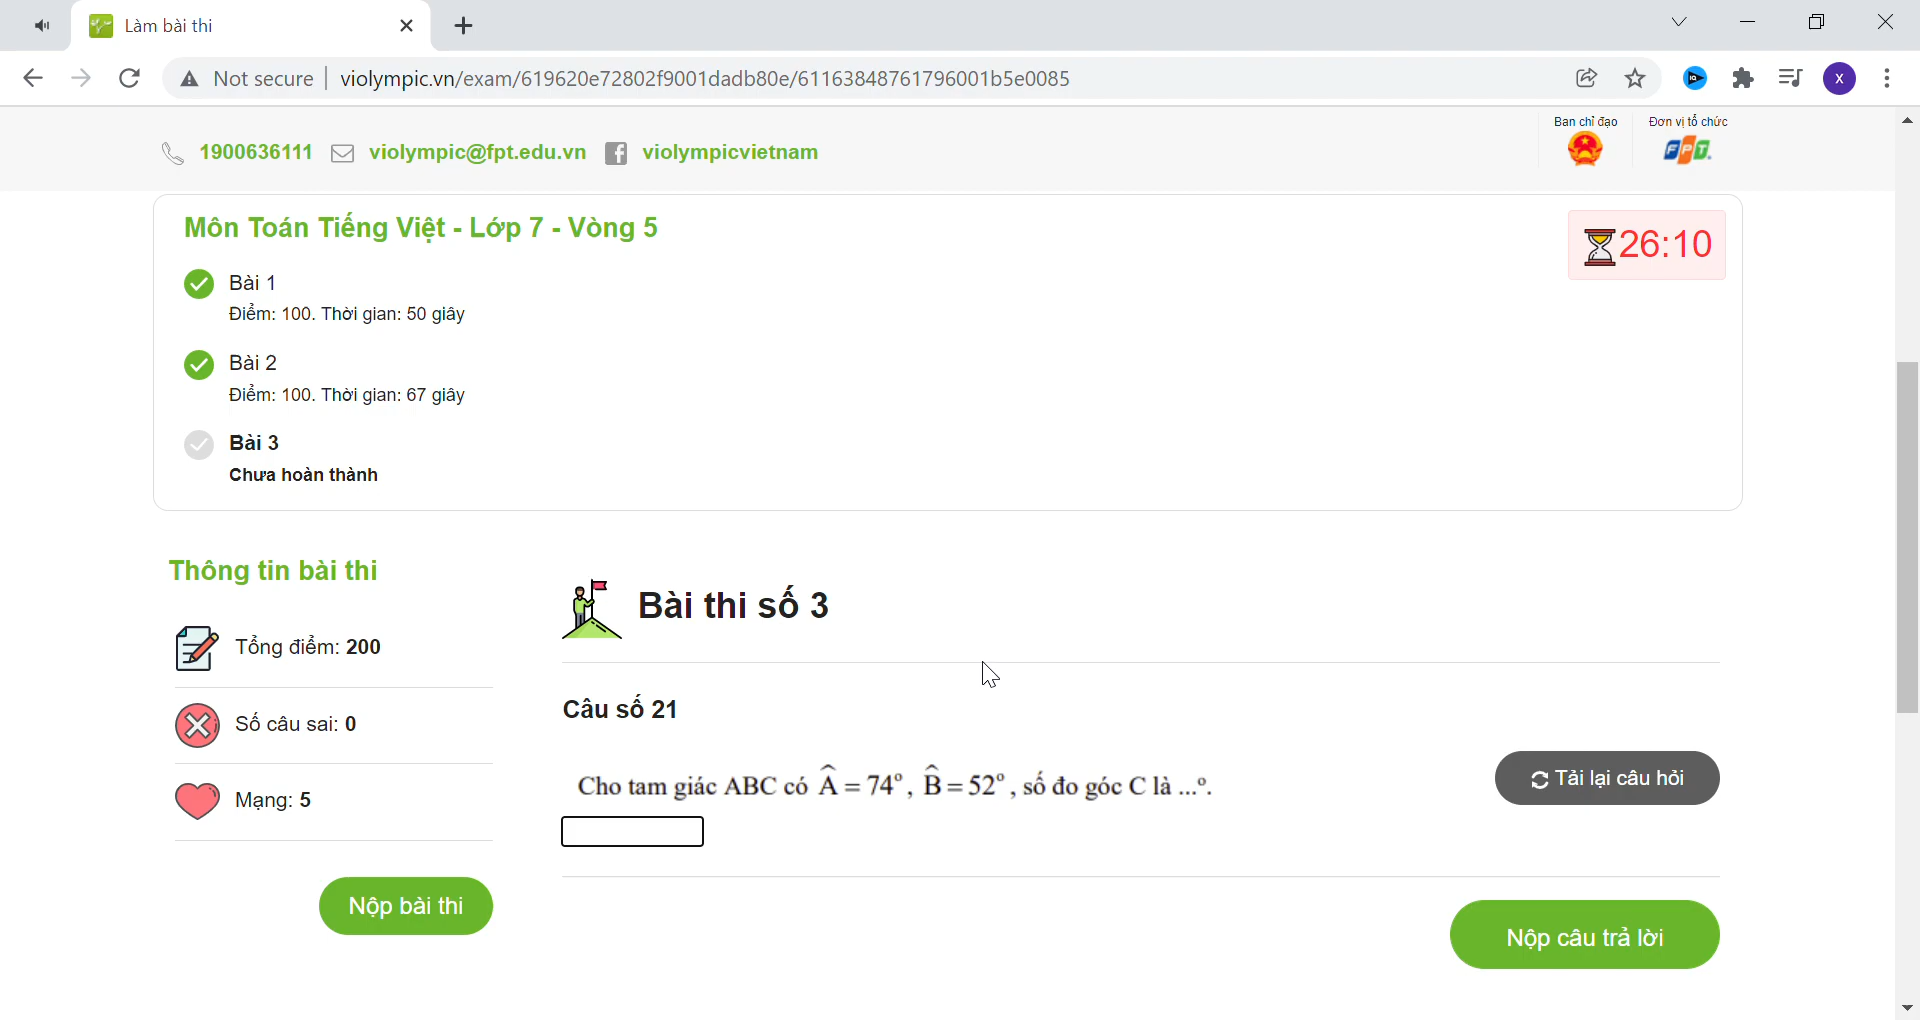 Làm bài thi
Not secure
violympic.vn/exam/619620e72802f9001dadb80e/61163848761796001b5e0085
X
1900636111
violympic@fpt.edu.vn
violympicvietnam
Ban chỉ đạo
Đơn vị tổ chức
FPT
Môn Toán Tiếng Việt - Lớp 7 - Vòng 5
26:10
Bài 1
Điểm: 100. Thời gian: 50 giây
Bài 2
Điểm: 100. Thời gian: 67 giây
Bài 3
Chưa hoàn thành
Thông tin bài thi
Tổng điểm: 200
Số câu sai: 0
Mạng: 5
Nộp bài thi
Bài thi số 3
Câu số 21
Cho tam giác ABC có Â = 74°, B̂ = 52°, số đo góc C là ...°.
Tải lại câu hỏi
Nộp câu trả lời